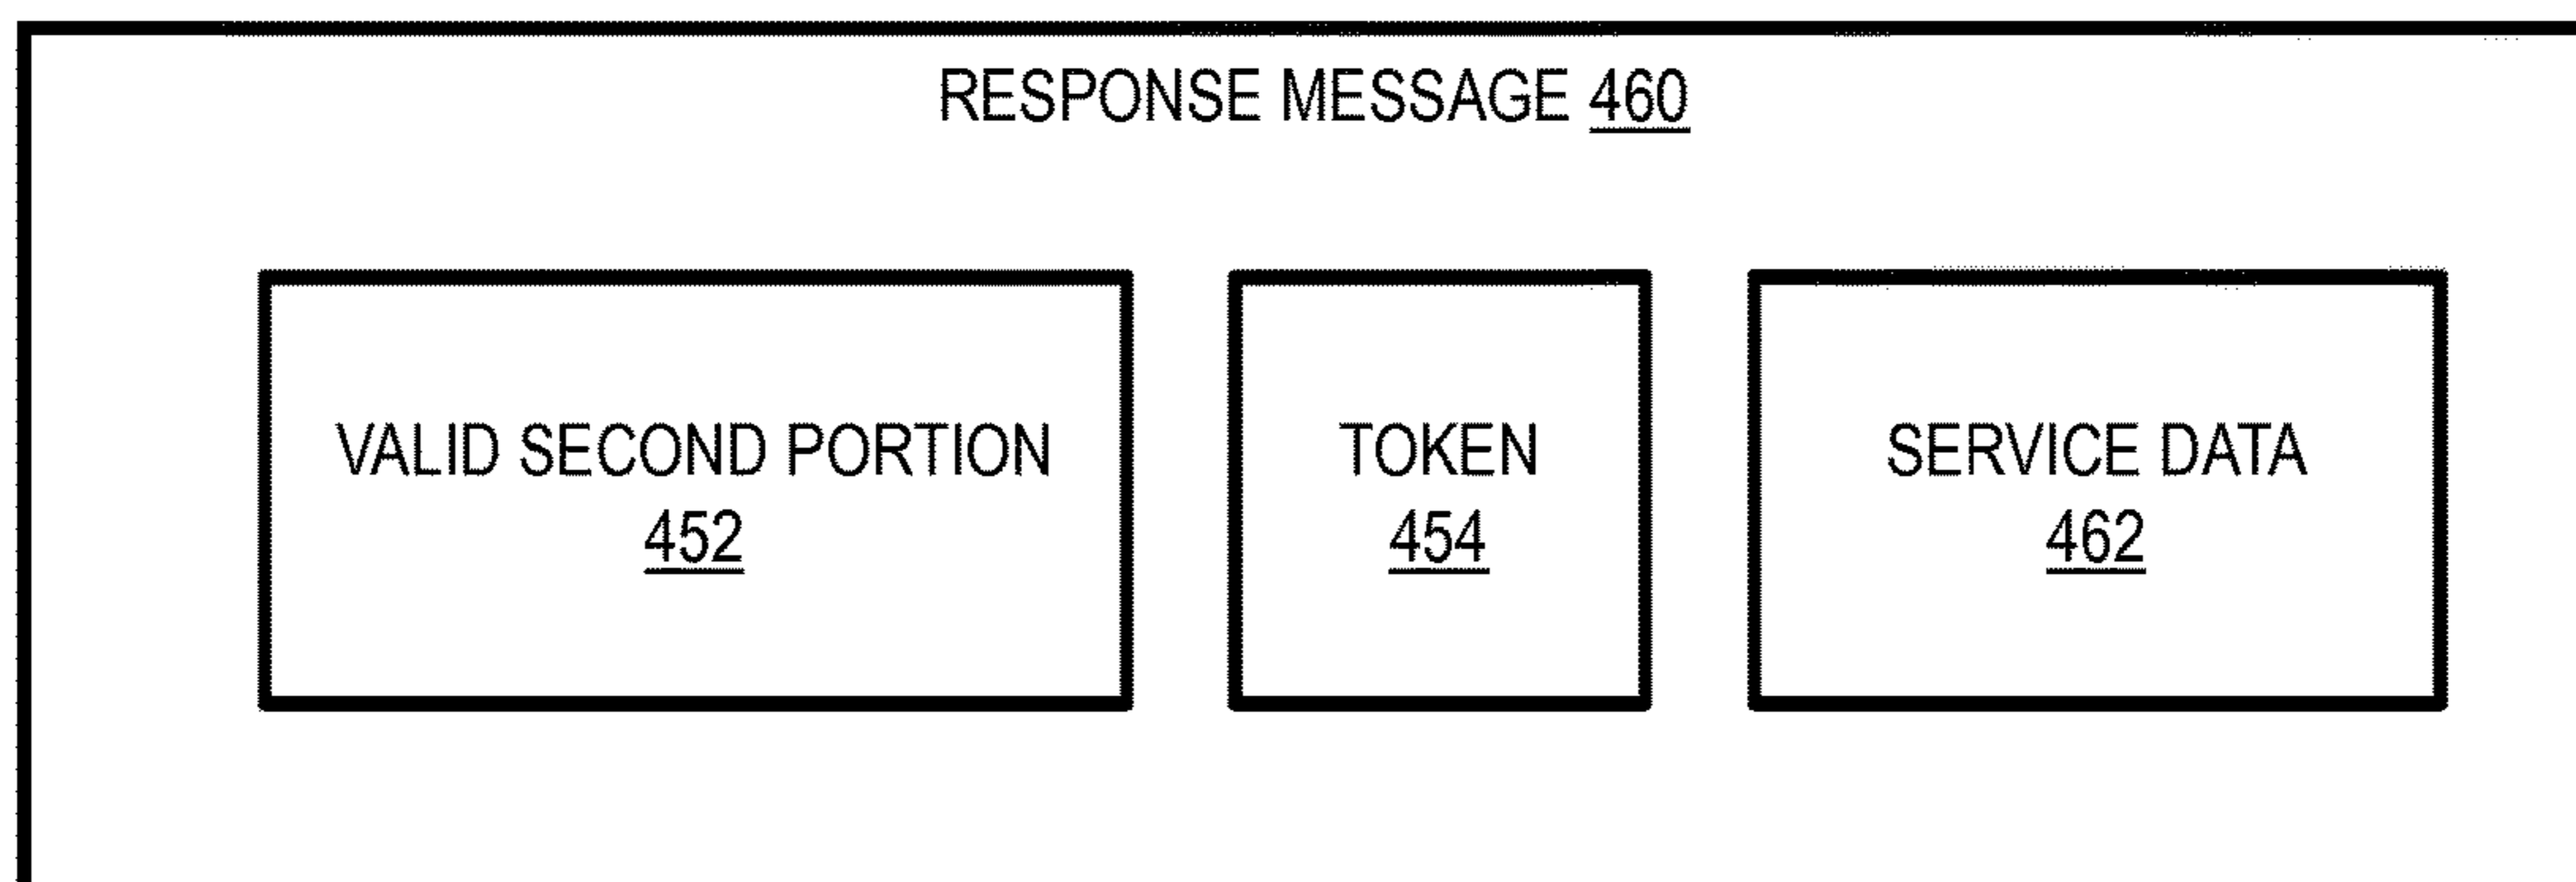 RESPONSE MESSAGE 460
VALID SECOND PORTION
452
TOKEN
454
SERVICE DATA
462